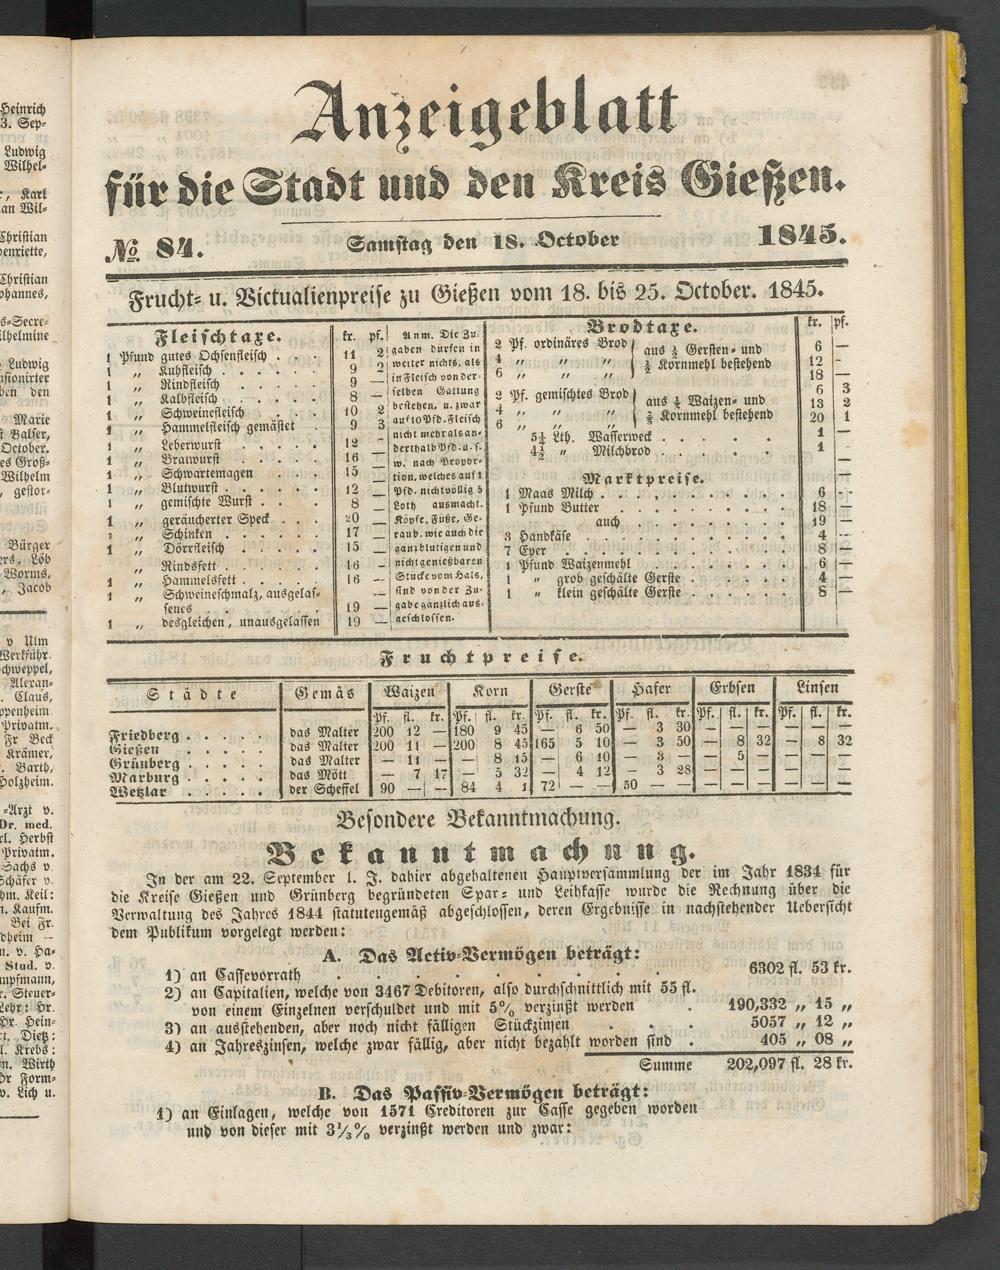 Anzeigeblatt
für die Stadt und den Kreis Gießen.
№ 84. Samstag den 18. October 1845.
Frucht- u. Victualienpreise zu Gießen vom 18. bis 25. October. 1845.
Fleischtaxe. kr. pf.
1 Pfund gutes Ochsenfleisch . . . 11 2
1 „ Kuhfleisch . . . . . 9 2
1 „ Rindfleisch . . . . . 9 —
1 „ Kalbfleisch . . . . . 8 —
1 „ Schweinefleisch . . . . 10 2
1 „ Hammelfleisch gemästet . 9 3
1 „ Leberwurst . . . . . 12 -
1 „ Bratwurst . . . . . 16 —
1 „ Schwartemagen . . . . 15 —
1 „ Blutwurst . . . . . 12 —
1 „ gemischte Wurst . . . . 8 —
1 „ geräucherter Speck . . . 20 —
1 „ Schinken . . . . . 17 —
1 „ Dörrfleisch . . . . . 15 —
„ Rindsfett . . . . . 16 -
1 „ Hammelsfett . . . . . 16 —
1 „ Schweineschmalz, ausgelas-
senes . . . . . . 19 —
1 „ desgleichen, unausgelassen 19 —
Anm. Die Zu-
gaben dürfen in
weiter nichts, als
in Fleisch von der-
selben Gattung
bestehen, u. zwar
auf 10 Pfd. Fleisch
nicht mehr als an-
derthalb Pfd. u. s.
w. nach Propor-
tion, welches auf 1
Pfd. nicht völlig 5
Loth ausmacht.
Köpfe, Füße, Ge-
raub, wie auch die
ganz blutigen und
nicht genießbaren
Stucke vom Hals,
sind von der Zu-
gabe gänzlich aus-
geschlossen.
Brodtaxe. kr. pf.
2 Pf. ordinäres Brod aus ½ Gersten- und 6 —
4 „ „ „ ½ Kornmehl bestehend 12 -
6 „ „ „ 18 —
2 Pf. gemischtes Brod aus Waizen- und 6 3
4 „ „ „ Kornmehl bestehend 13 2
6 „ „ „ 20 1
Lth. Wasserweck . . . . . 1 —
4½ „ Milchbrod . . . . . 1
Marktpreise.
1 Maas Milch . . . . . . . . 6 -
1 Pfund Butter . . . . . . . . 18 —
auch . . . . . . . 19 —
3 Handkäse . . . . . . . . . 4 —
7 Eyer . . . . . . . . . . 8 —
1 Pfund Waizenmehl . . . . . . . 6 —
1 „ grob geschälte Gerste . . . . . 4 —
1 „ klein geschälte Gerste . . . . . 8 —
Fruchtpreise.
Städte Gemäs Waizen Korn Gerste Hafer Erbsen Linsen
Pf. fl. kr. Pf. fl. kr. Pf. fl. kr. Pf. fl. kr. Pf. fl. kr. Pf. fl. kr.
Friedberg . . . . . das Malter 200 12 — 180 9 45 — 6 50 — 3 30 — — — — — —
Gießen . . . . . das Malter 200 11 — 200 8 45 165 5 10 — 3 50 — 8 32 — 8 32
Grünberg . . . . . das Malter — 11 — — 8 15 — 6 10 — 3 — — 5 — — — —
Marburg . . . . . das Mött — 7 17 — 5 32 — 4 12 — 3 28 — — — — — —
Wetzlar . . . . . der Scheffel 90 — — 84 4 1 72 — — 50 — — — — — — — —
Besondere Bekanntmachung.
Bekanntmachung.
In der am 22. September l. J. dahier abgehaltenen Hauptversammlung der im Jahr 1834 für
die Kreise Gießen und Grünberg begründeten Spar- und Leihkasse wurde die Rechnung über die
Verwaltung des Jahres 1844 statutengemäß abgeschlossen, deren Ergebnisse in nachstehender Uebersicht
dem Publikum vorgelegt werden:
A. Das Activ-Vermögen beträgt:
1) an Cassevorrath . . . . . . . . . . 6302 fl. 53 kr.
2) an Capitalien, welche von 3467 Debitoren, also durchschnittlich mit 55 fl.
von einem Einzelnen verschuldet und mit 5% verzinßt werden . 190,332 „ 15 „
3) an ausstehenden, aber noch nicht fälligen Stückzinsen . . . 5057 „ 12 „
4) an Jahreszinsen, welche zwar fällig, aber nicht bezahlt worden sind . 405 „ 08 „
Summe 202,097 fl. 28 kr.
B. Das Passiv-Vermögen beträgt:
1) an Einlagen, welche von 1571 Creditoren zur Casse gegeben worden
und von dieser mit 3⅓% verzinßt werden und zwar: